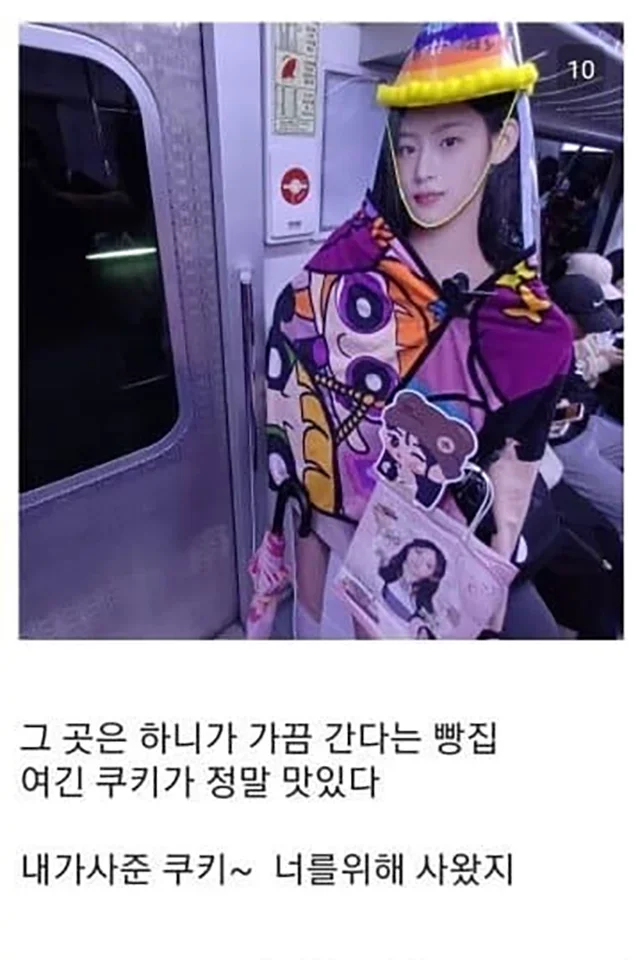 10
그 곳은 하니가 가끔 간다는 빵집
여긴 쿠키가 정말 맛있다
내가사준 쿠키~ 너를위해 사왔지